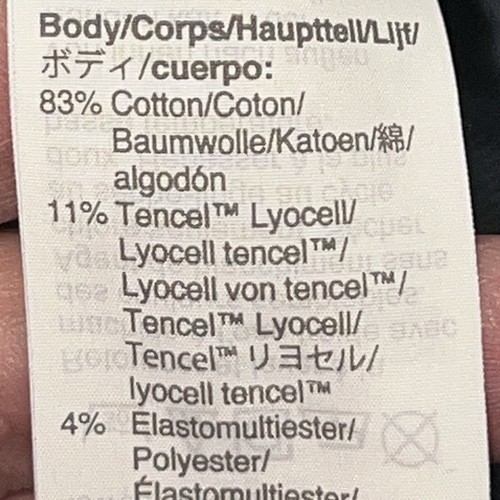 Body/Corps/Hauptteil/Lijf/
ボディ/cuerpo:
83% Cotton/Coton/
Baumwolle/Katoen/綿/
algodón
11% Tencel™ Lyocell/
Lyocell tencel™/
Lyocell von tencel™/
Tencel™ Lyocell/
Tencel™ リヨセル/
lyocell tencel™
4% Elastomultiester/
Polyester/
Élastomultiester/